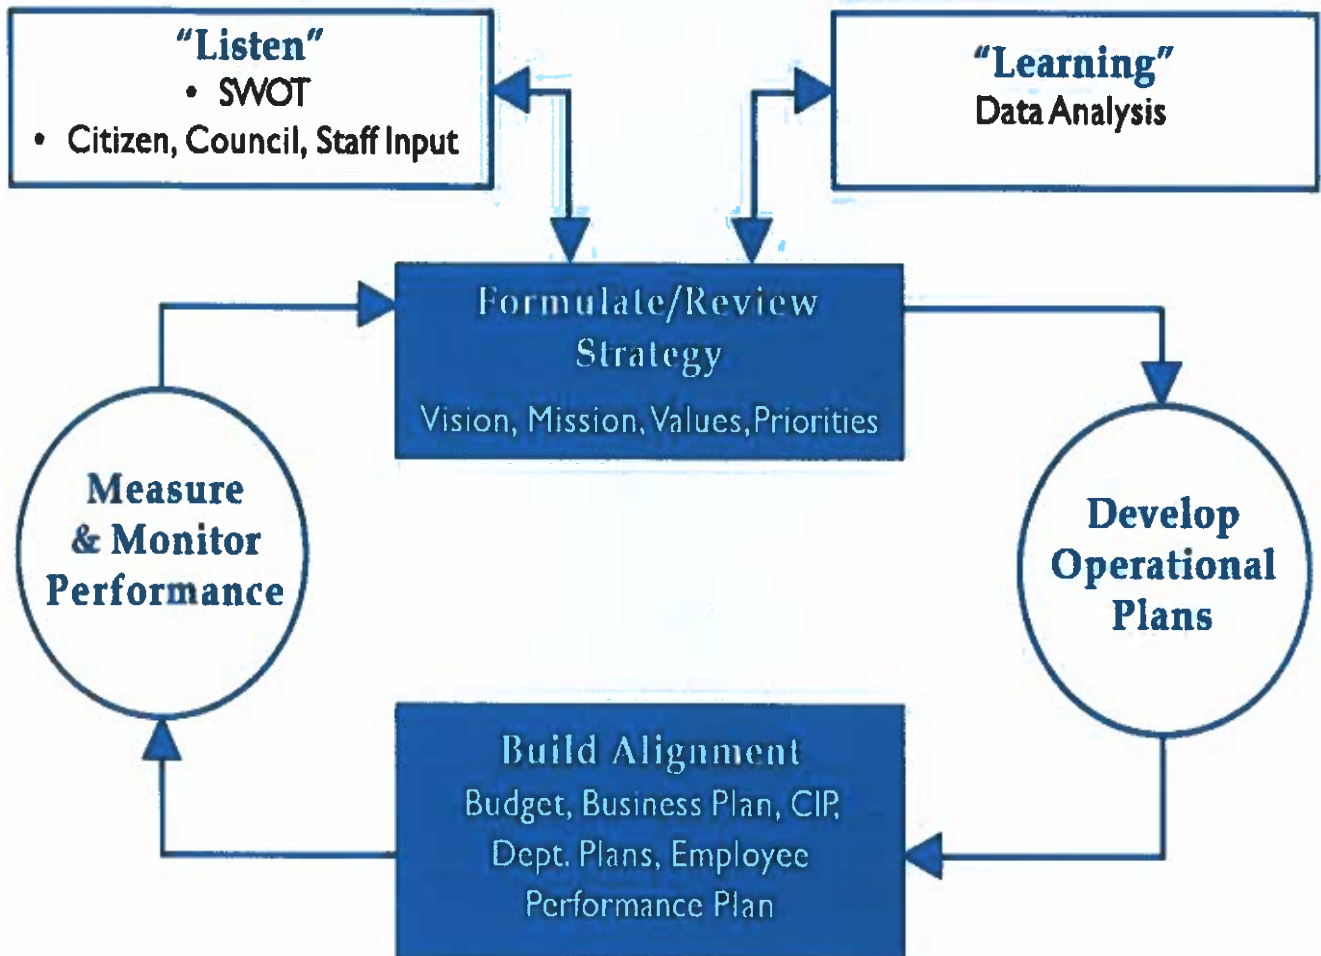 “Listen”
• SWOT
• Citizen, Council, Staff Input
“Learning”
Data Analysis
Formulate/Review
Strategy
Vision, Mission, Values, Priorities
Measure
& Monitor
Performance
Develop
Operational
Plans
Build Alignment
Budget, Business Plan, CIP,
Dept. Plans, Employee
Performance Plan